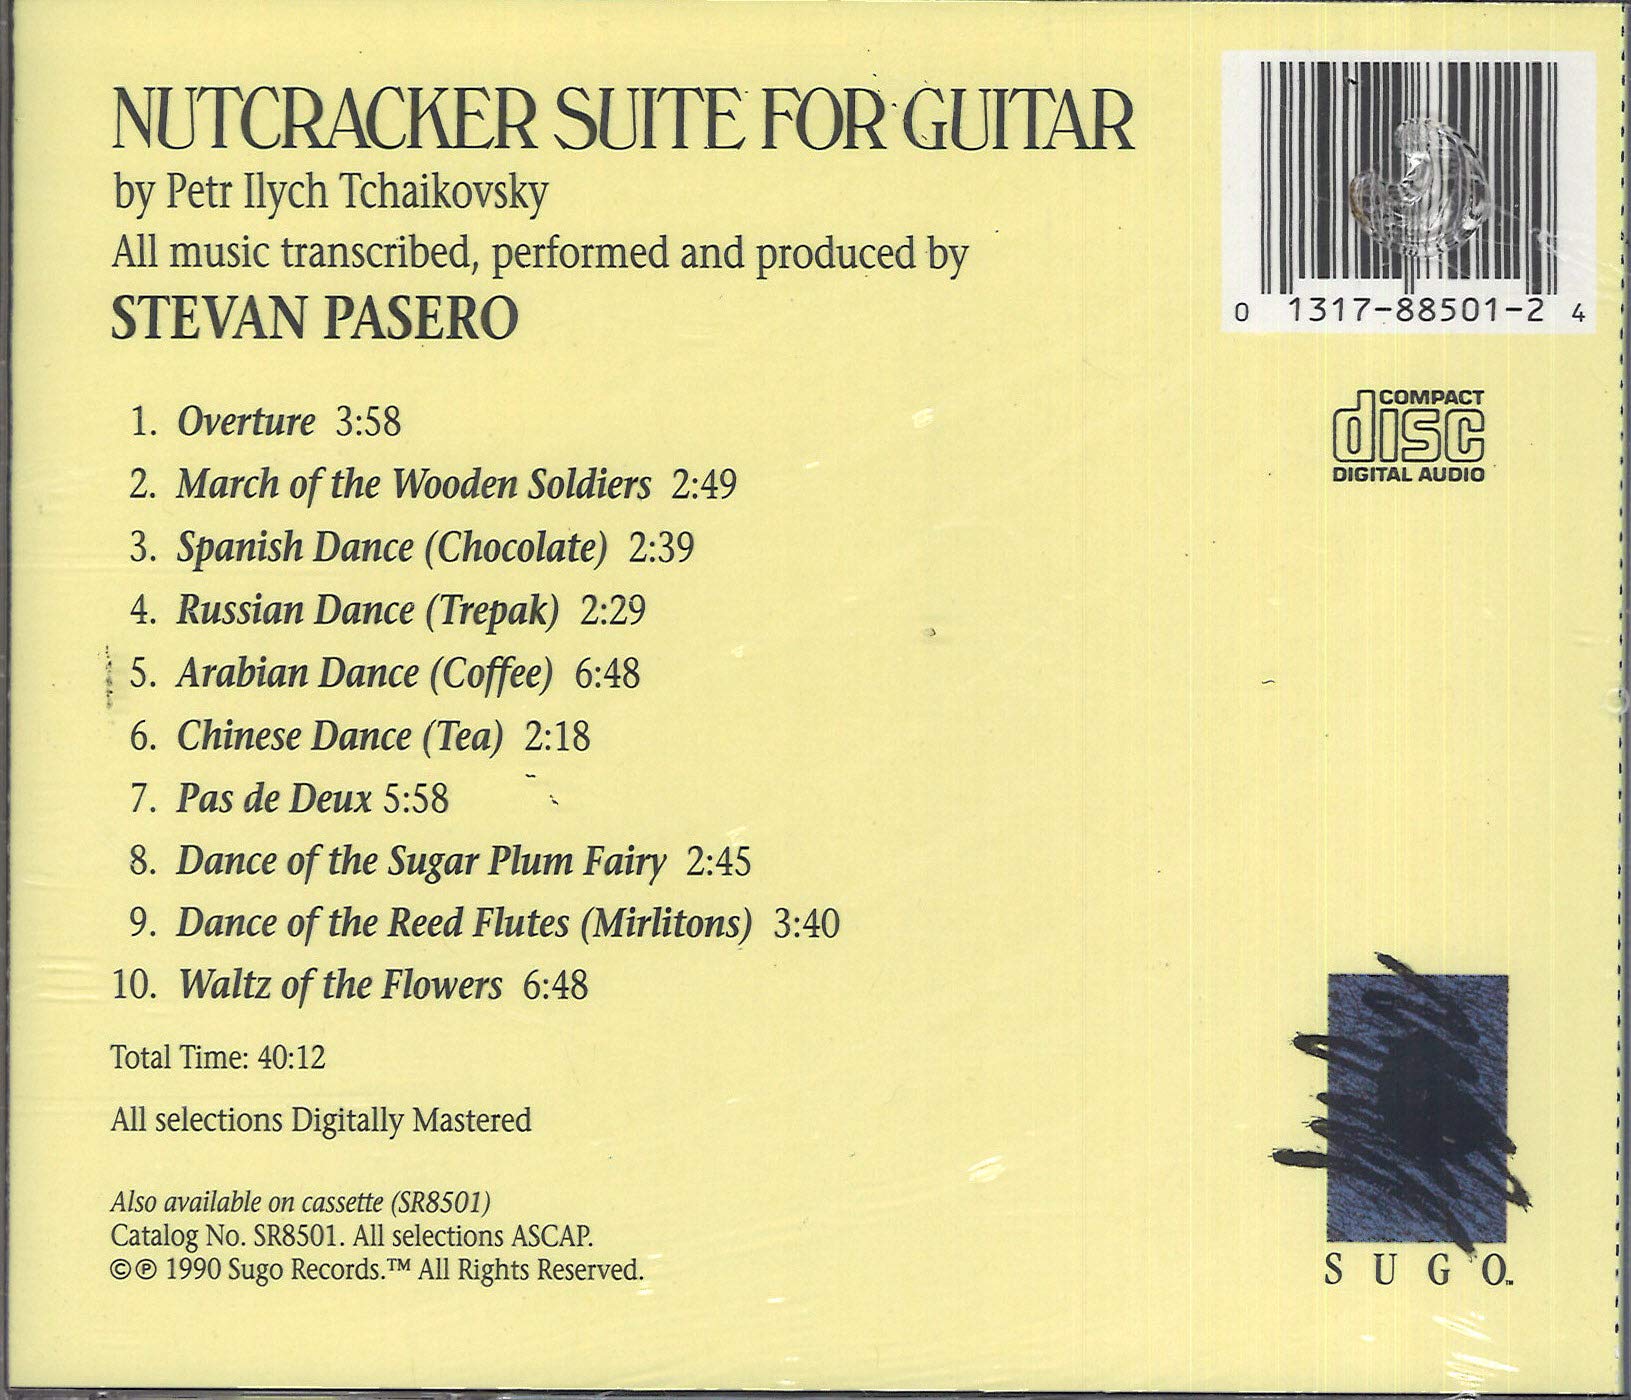 NUTCRACKER SUITE FOR GUITAR
by Petr Ilych Tchaikovsky
All music transcribed, performed and produced by
STEVAN PASERO
1. Overture 3:58
2. March of the Wooden Soldiers 2:49
3. Spanish Dance (Chocolate) 2:39
4. Russian Dance (Trepak) 2:29
5. Arabian Dance (Coffee) 6:48
6. Chinese Dance (Tea) 2:18
7. Pas de Deux 5:58
8. Dance of the Sugar Plum Fairy 2:45
9. Dance of the Reed Flutes (Mirlitons) 3:40
10. Waltz of the Flowers 6:48
Total Time: 40:12
All selections Digitally Mastered
Also available on cassette (SR8501)
Catalog No. SR8501. All selections ASCAP.
©℗ 1990 Sugo Records.™ All Rights Reserved.
0 1317-88501-2 4
COMPACT
disc
DIGITAL AUDIO
SUGO™